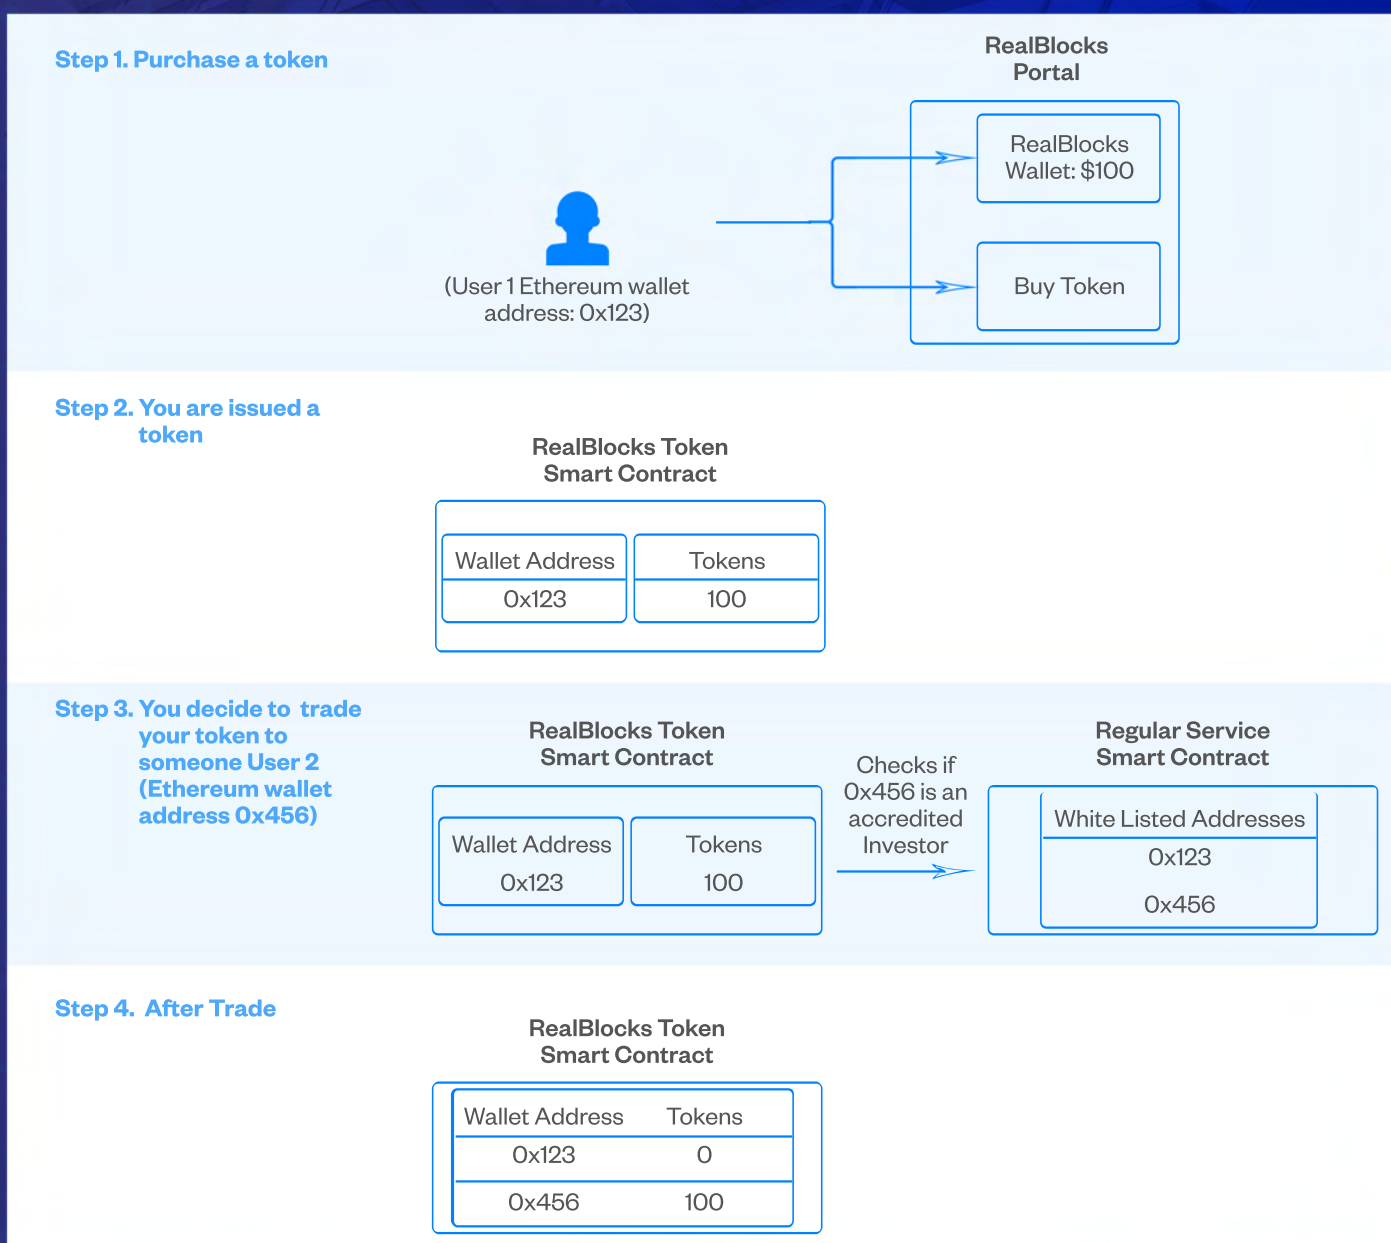 Step 1. Purchase a token
RealBlocks
Portal
RealBlocks
Wallet: $100
(User 1 Ethereum wallet
address: 0x123)
Buy Token
Step 2. You are issued a
token
RealBlocks Token
Smart Contract
Wallet Address Tokens
0x123 100
Step 3. You decide to trade
your token to
someone User 2
(Ethereum wallet
address 0x456)
RealBlocks Token
Smart Contract
Wallet Address Tokens
0x123 100
Checks if
0x456 is an
accredited
Investor
Regular Service
Smart Contract
White Listed Addresses
0x123
0x456
Step 4. After Trade
RealBlocks Token
Smart Contract
Wallet Address Tokens
0x123 0
0x456 100